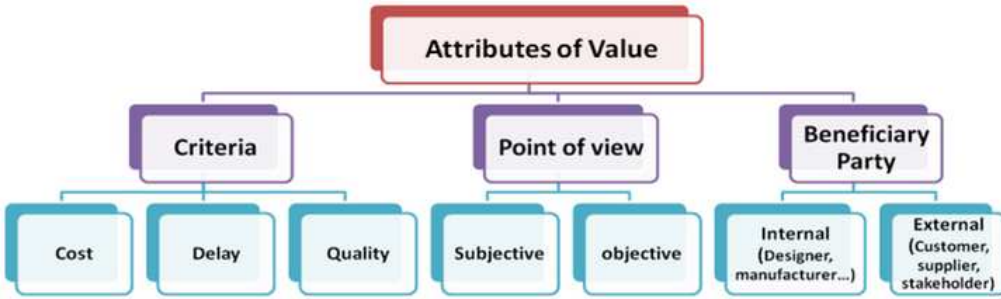 Attributes of Value
Criteria
Point of view
Beneficiary
Party
Cost
Delay
Quality
Subjective
objective
Internal
(Designer,
manufacturer...)
External
(Customer,
supplier,
stakeholder)